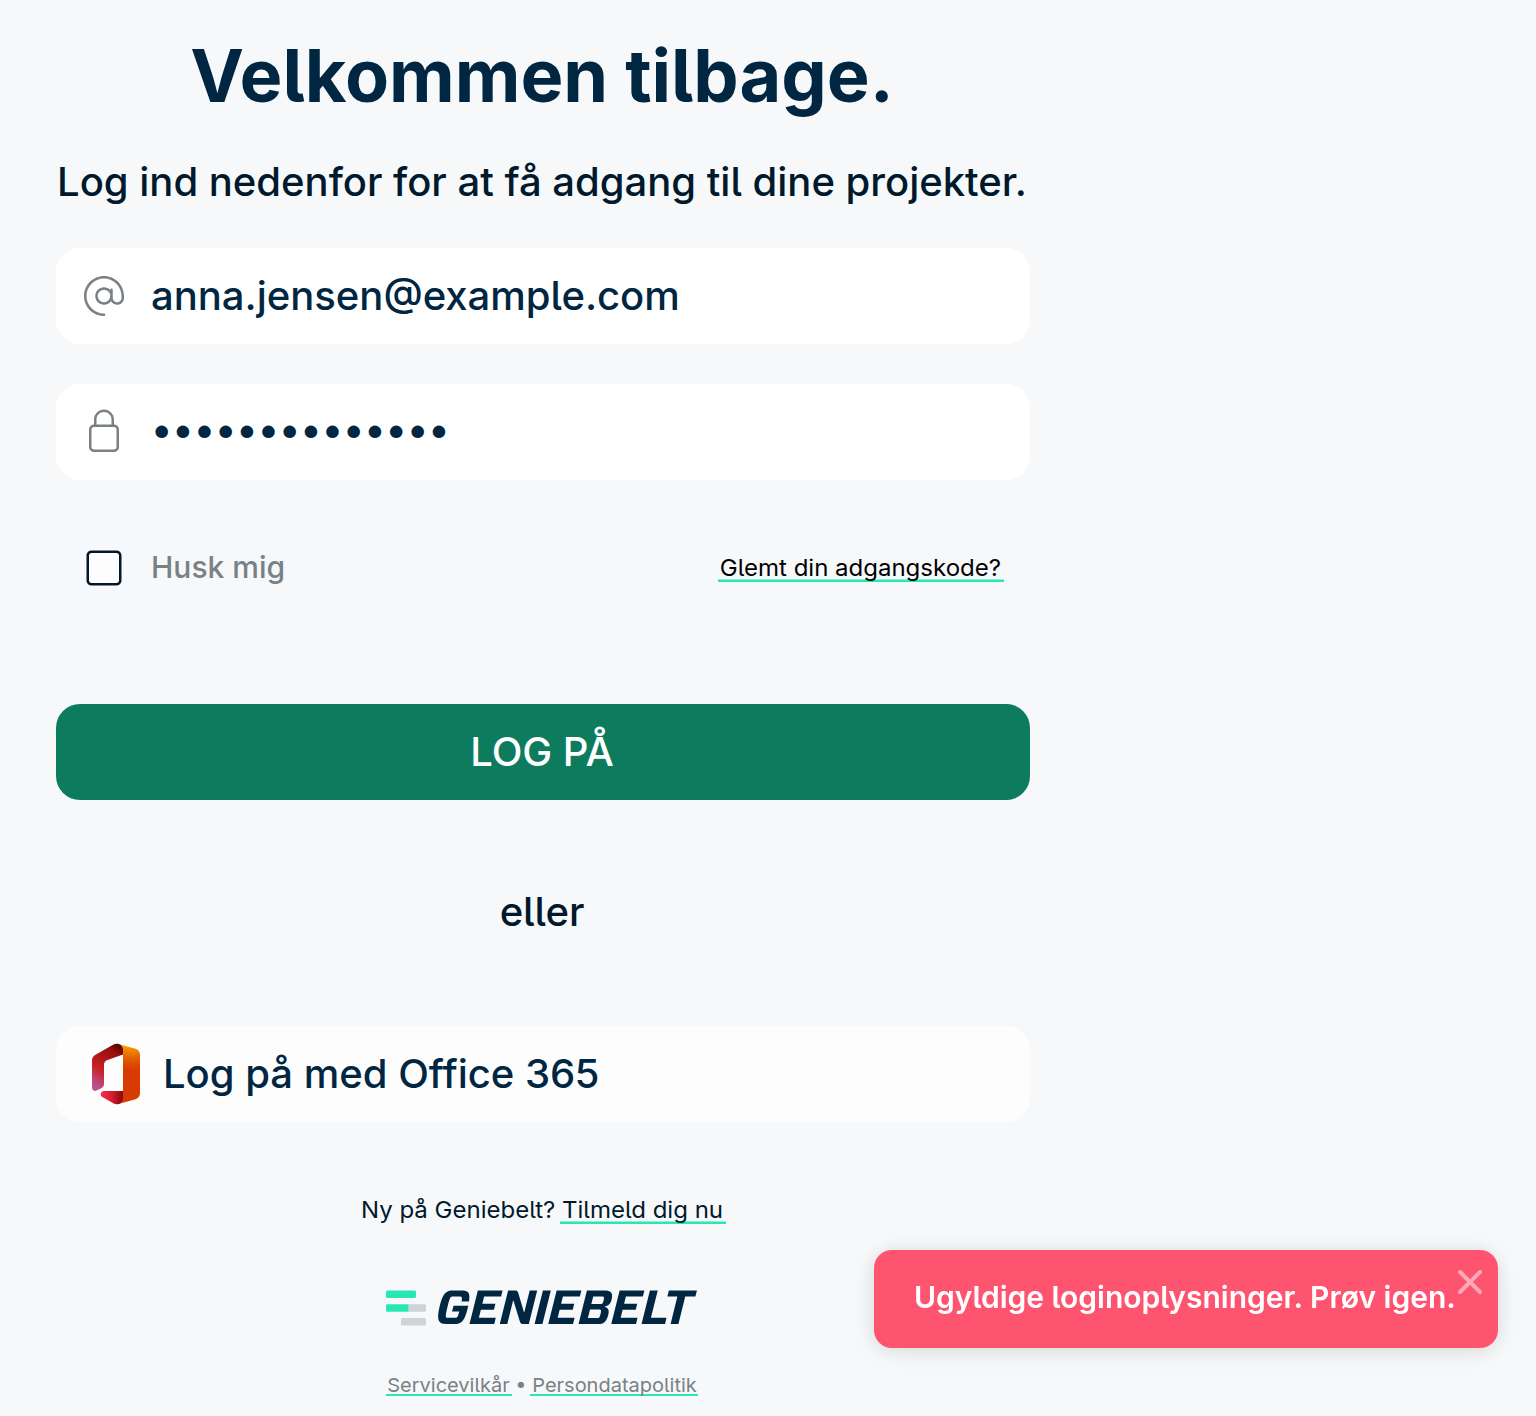 Velkommen tilbage.
Log ind nedenfor for at få adgang til dine projekter.
anna.jensen@example.com
••••••••••••••
Husk mig
Glemt din adgangskode?
LOG PÅ
eller
Log på med Office 365
Ny på Geniebelt? Tilmeld dig nu
GENIEBELT
Ugyldige loginoplysninger. Prøv igen.
Servicevilkår • Persondatapolitik